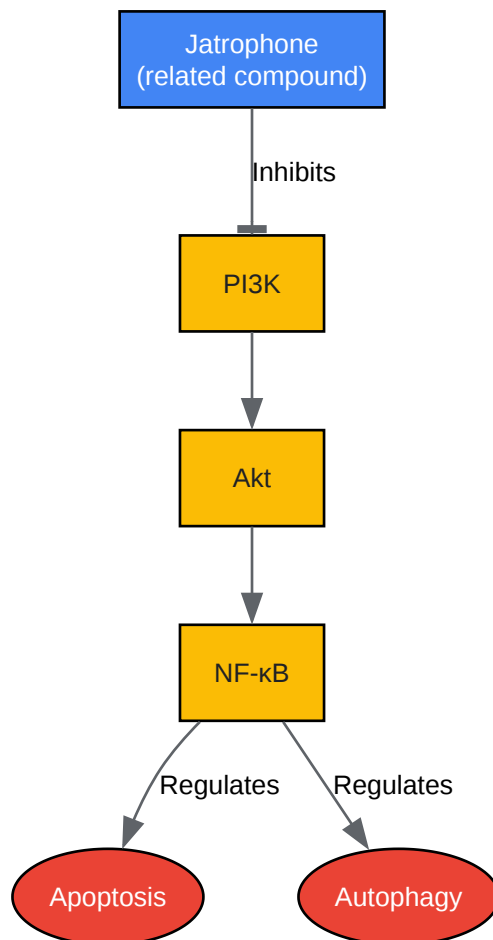 Jatrophone
(related compound)
Inhibits
PI3K
Akt
NF-κB
Regulates
Regulates
Apoptosis
Autophagy